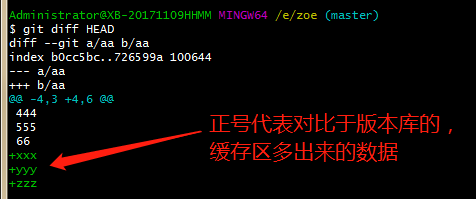 Administrator@XB-20171109HHMM MINGW64 /e/zoe (master)
$ git diff HEAD
diff --git a/aa b/aa
index b0cc5bc..726599a 100644
--- a/aa
+++ b/aa
@@ -4,3 +4,6 @@
 444
 555
 66
+xxx
+yyy
+zzz
正号代表对比于版本库的，
缓存区多出来的数据